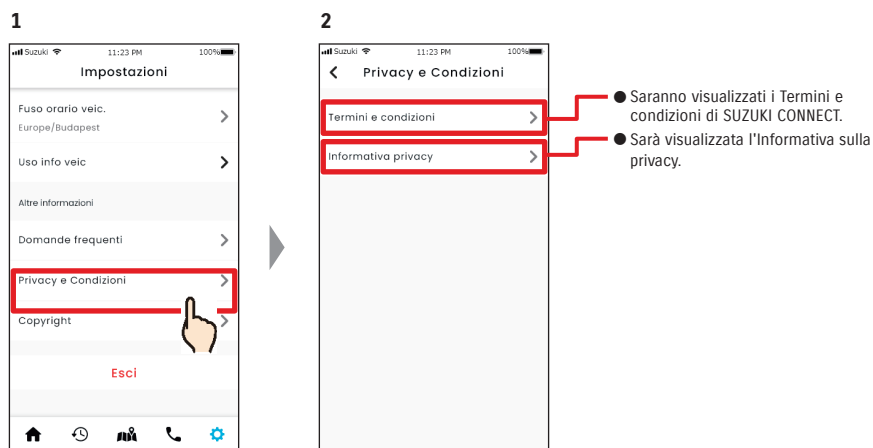 1
Suzuki 11:23 PM 100%
Impostazioni
Fuso orario veic.
Europe/Budapest
Uso info veic
Altre informazioni
Domande frequenti
Privacy e Condizioni
Copyright
Esci
2
Suzuki 11:23 PM 100%
Privacy e Condizioni
Termini e condizioni
Informativa privacy
● Saranno visualizzati i Termini e
condizioni di SUZUKI CONNECT.
● Sarà visualizzata l'Informativa sulla
privacy.